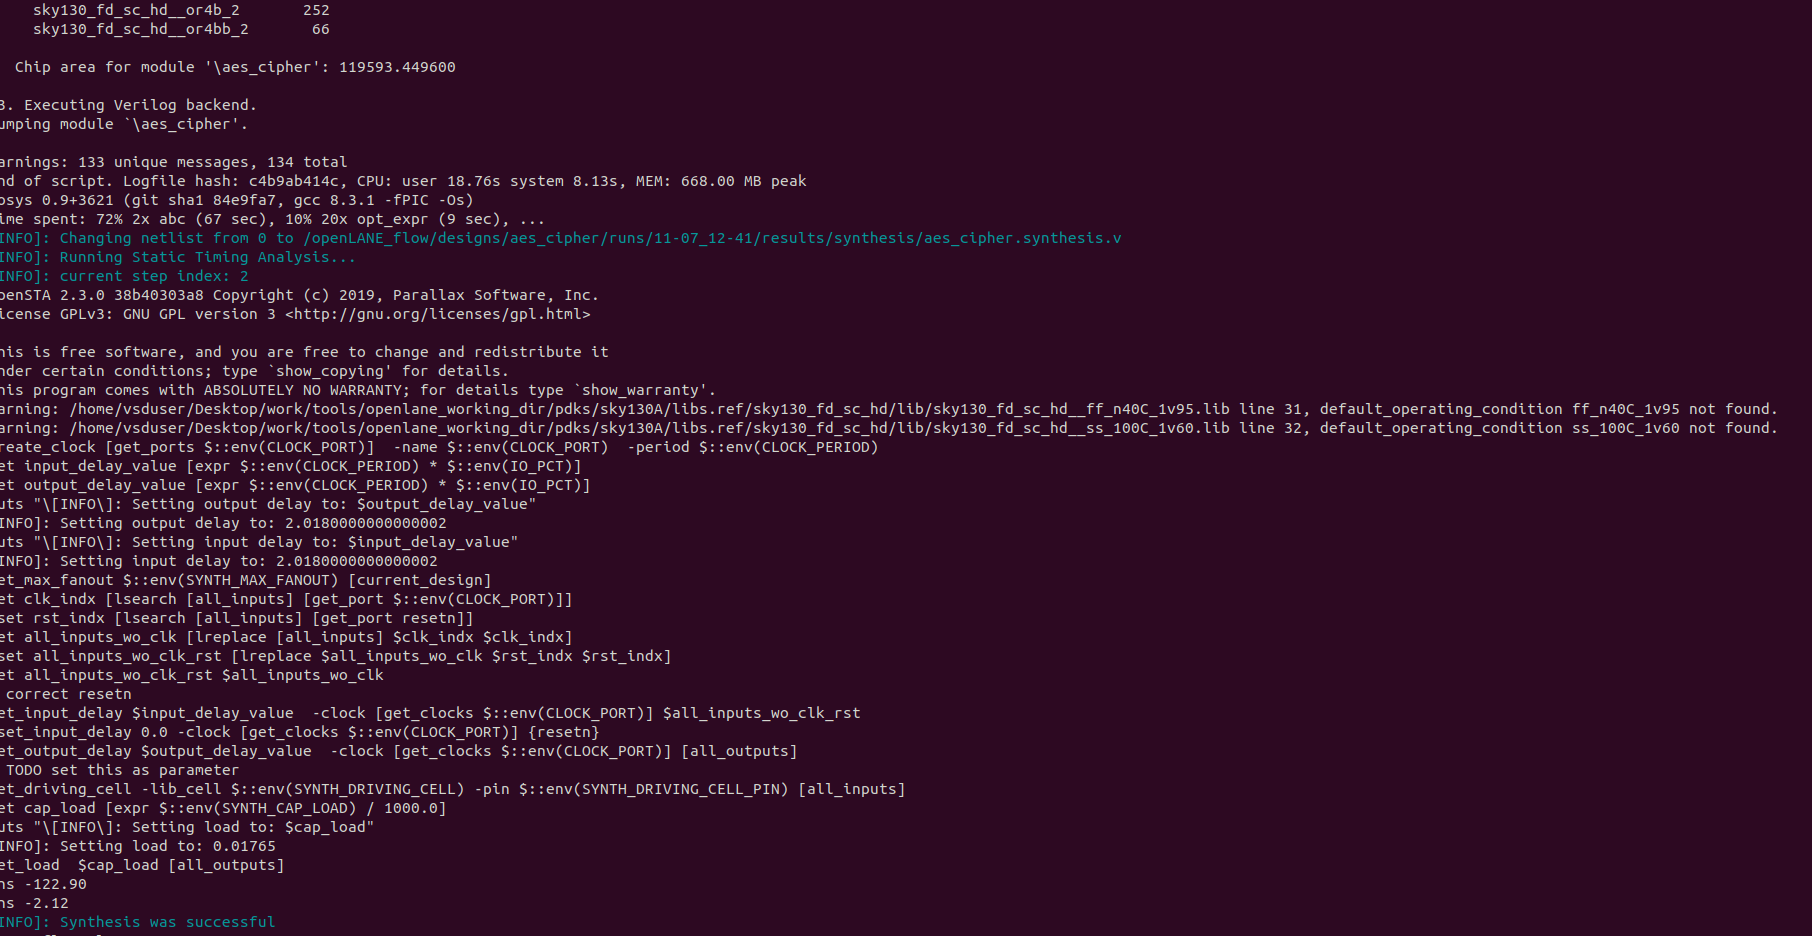 sky130_fd_sc_hd__or4b_2 252
sky130_fd_sc_hd__or4bb_2 66
Chip area for module '\aes_cipher': 119593.449600
3. Executing Verilog backend.
umping module `\aes_cipher'.
arnings: 133 unique messages, 134 total
nd of script. Logfile hash: c4b9ab414c, CPU: user 18.76s system 8.13s, MEM: 668.00 MB peak
osys 0.9+3621 (git sha1 84e9fa7, gcc 8.3.1 -fPIC -Os)
ime spent: 72% 2x abc (67 sec), 10% 20x opt_expr (9 sec), ...
INFO]: Changing netlist from 0 to /openLANE_flow/designs/aes_cipher/runs/11-07_12-41/results/synthesis/aes_cipher.synthesis.v
INFO]: Running Static Timing Analysis...
INFO]: current step index: 2
penSTA 2.3.0 38b40303a8 Copyright (c) 2019, Parallax Software, Inc.
icense GPLv3: GNU GPL version 3 <http://gnu.org/licenses/gpl.html>
his is free software, and you are free to change and redistribute it
nder certain conditions; type `show_copying' for details.
his program comes with ABSOLUTELY NO WARRANTY; for details type `show_warranty'.
arning: /home/vsduser/Desktop/work/tools/openlane_working_dir/pdks/sky130A/libs.ref/sky130_fd_sc_hd/lib/sky130_fd_sc_hd__ff_n40C_1v95.lib line 31, default_operating_condition ff_n40C_1v95 not found.
arning: /home/vsduser/Desktop/work/tools/openlane_working_dir/pdks/sky130A/libs.ref/sky130_fd_sc_hd/lib/sky130_fd_sc_hd__ss_100C_1v60.lib line 32, default_operating_condition ss_100C_1v60 not found.
reate_clock [get_ports $::env(CLOCK_PORT)]  -name $::env(CLOCK_PORT)  -period $::env(CLOCK_PERIOD)
et input_delay_value [expr $::env(CLOCK_PERIOD) * $::env(IO_PCT)]
et output_delay_value [expr $::env(CLOCK_PERIOD) * $::env(IO_PCT)]
uts "\[INFO\]: Setting output delay to: $output_delay_value"
INFO]: Setting output delay to: 2.0180000000000002
uts "\[INFO\]: Setting input delay to: $input_delay_value"
INFO]: Setting input delay to: 2.0180000000000002
et_max_fanout $::env(SYNTH_MAX_FANOUT) [current_design]
et clk_indx [lsearch [all_inputs] [get_port $::env(CLOCK_PORT)]]
set rst_indx [lsearch [all_inputs] [get_port resetn]]
et all_inputs_wo_clk [lreplace [all_inputs] $clk_indx $clk_indx]
set all_inputs_wo_clk_rst [lreplace $all_inputs_wo_clk $rst_indx $rst_indx]
et all_inputs_wo_clk_rst $all_inputs_wo_clk
correct resetn
et_input_delay $input_delay_value  -clock [get_clocks $::env(CLOCK_PORT)] $all_inputs_wo_clk_rst
set_input_delay 0.0 -clock [get_clocks $::env(CLOCK_PORT)] {resetn}
et_output_delay $output_delay_value  -clock [get_clocks $::env(CLOCK_PORT)] [all_outputs]
TODO set this as parameter
et_driving_cell -lib_cell $::env(SYNTH_DRIVING_CELL) -pin $::env(SYNTH_DRIVING_CELL_PIN) [all_inputs]
et cap_load [expr $::env(SYNTH_CAP_LOAD) / 1000.0]
uts "\[INFO\]: Setting load to: $cap_load"
INFO]: Setting load to: 0.01765
et_load  $cap_load [all_outputs]
ns -122.90
ns -2.12
INFO]: Synthesis was successful